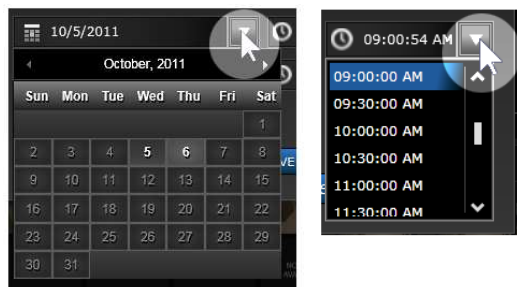 10/5/2011
October, 2011
Sun Mon Tue Wed Thu Fri Sat
1
2 3 4 5 6 7 8
9 10 11 12 13 14 15
16 17 18 19 20 21 22
23 24 25 26 27 28 29
30 31
VE
NO
AVA
09:00:54 AM
09:00:00 AM
09:30:00 AM
10:00:00 AM
10:30:00 AM
11:00:00 AM
11:30:00 AM